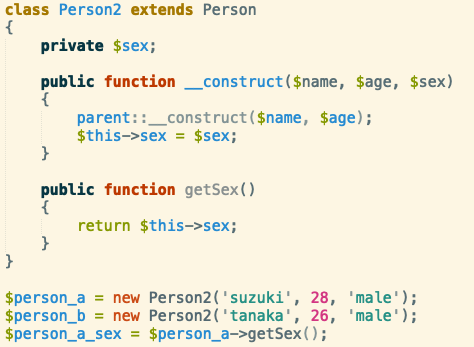 class Person2 extends Person
{
    private $sex;

    public function __construct($name, $age, $sex)
    {
        parent::__construct($name, $age);
        $this->sex = $sex;
    }

    public function getSex()
    {
        return $this->sex;
    }
}

$person_a = new Person2('suzuki', 28, 'male');
$person_b = new Person2('tanaka', 26, 'male');
$person_a_sex = $person_a->getSex();